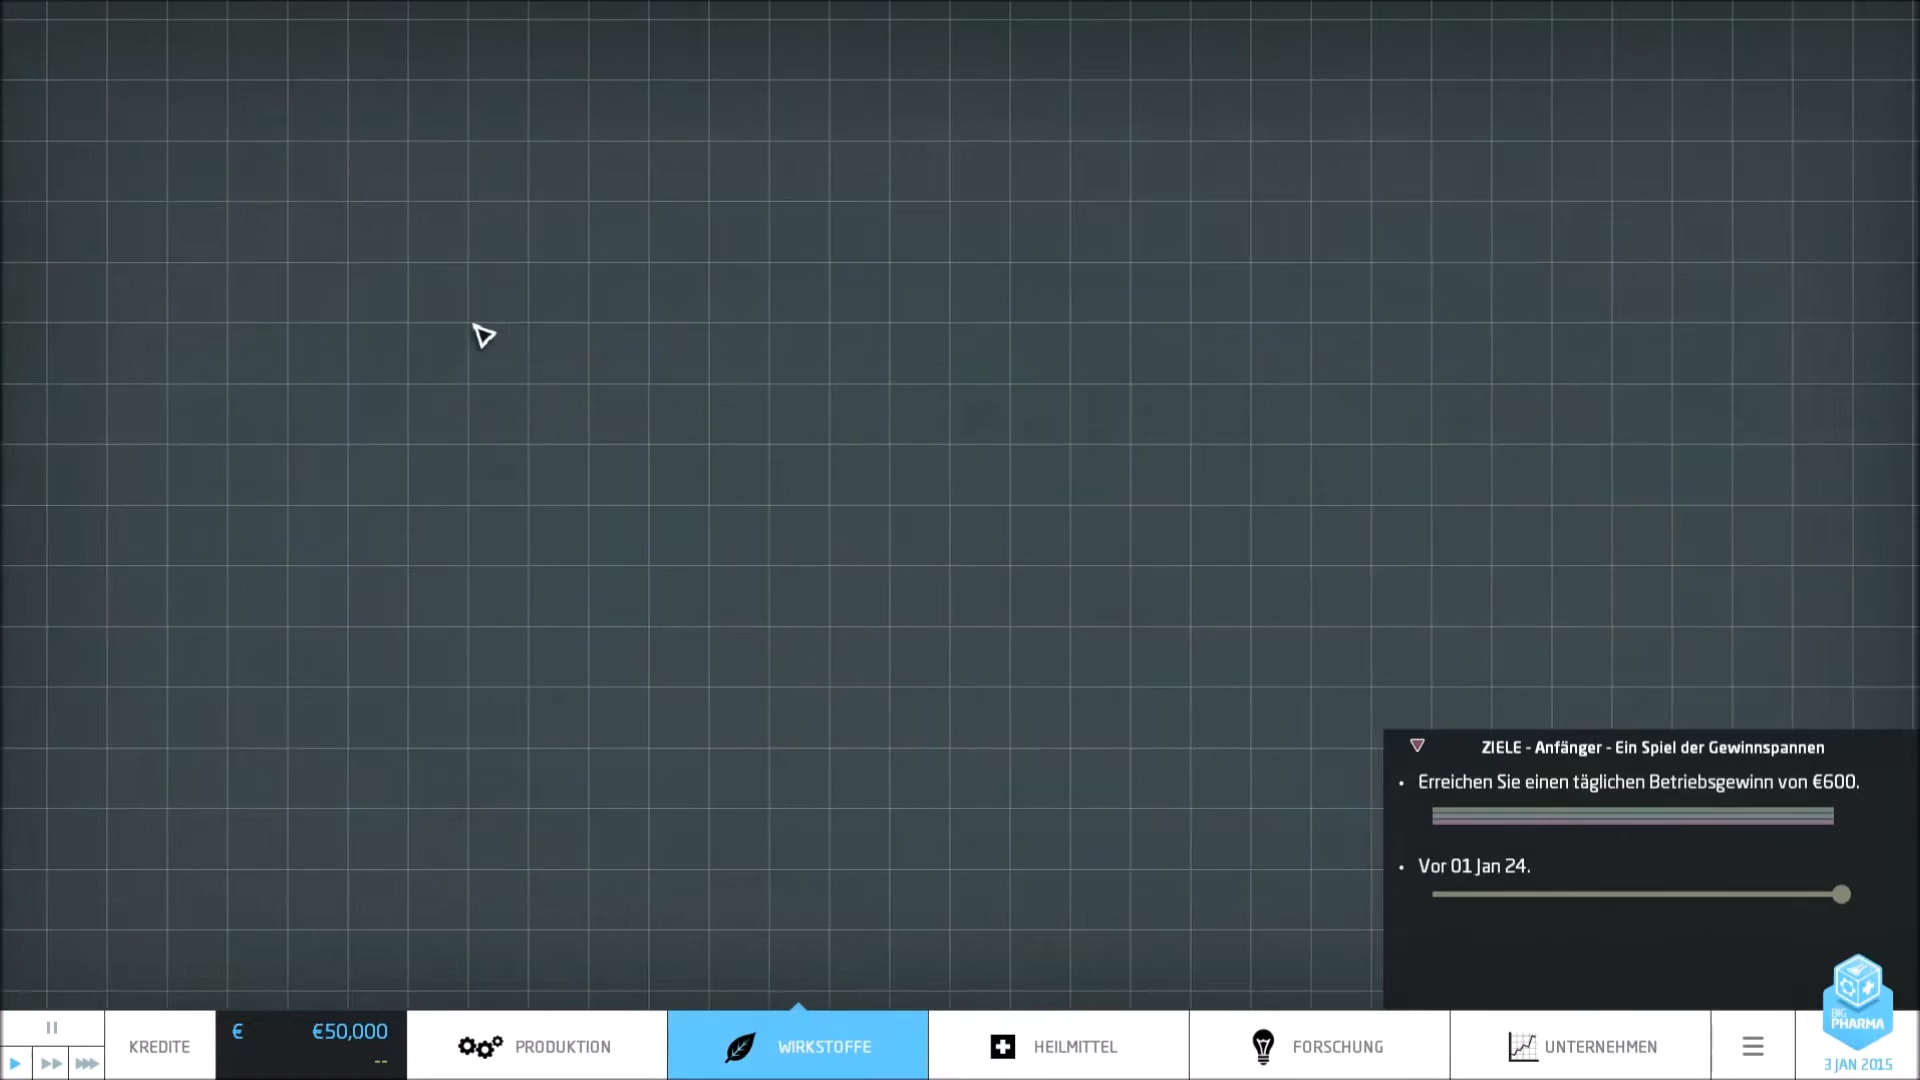 ZIELE - Anfänger - Ein Spiel der Gewinnspannen
• Erreichen Sie einen täglichen Betriebsgewinn von €600.
• Vor 01 Jan 24.
KREDITE
€ €50,000
--
PRODUKTION
WIRKSTOFFE
HEILMITTEL
FORSCHUNG
UNTERNEHMEN
BIG
PHARMA
3 JAN 2015